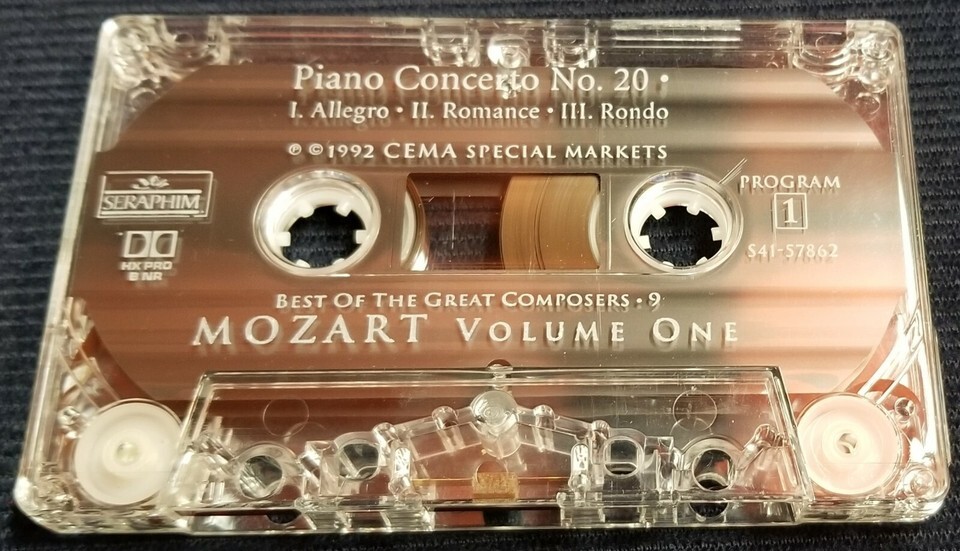 Piano Concerto No. 20 •
I. Allegro • II. Romance • III. Rondo
℗ ©1992 CEMA SPECIAL MARKETS
SERAPHIM
HX PRO
B NR
PROGRAM
1
S41-57862
BEST OF THE GREAT COMPOSERS • 9
MOZART VOLUME ONE